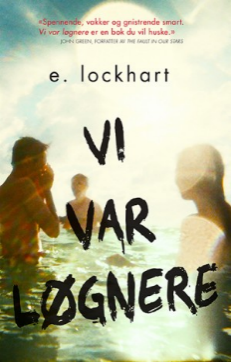 «Spennende, vakker og gnistrende smart.
Vi var løgnere er en bok du vil huske.»
JOHN GREEN, FORFATTER AV THE FAULT IN OUR STARS
e. lockhart
VI
VAR
LØGNERE